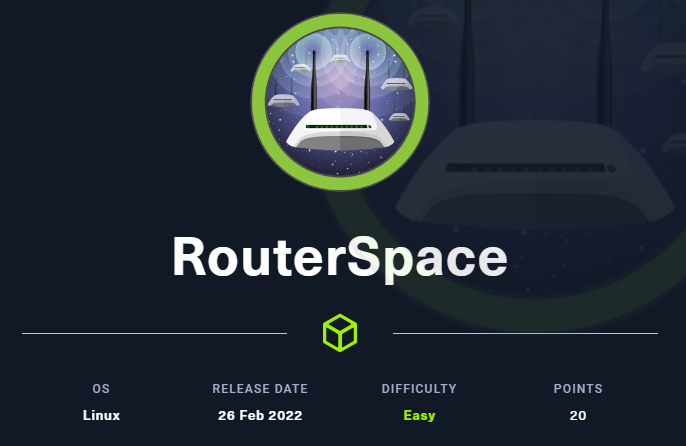 RouterSpace
OS RELEASE DATE DIFFICULTY POINTS
Linux 26 Feb 2022 Easy 20